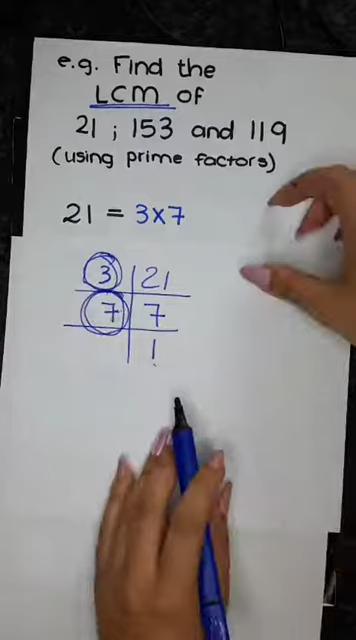 e.g. Find the
LCM of
21 ; 153 and 119
(using prime factors)
21 = 3x7
3 21
7 7
1